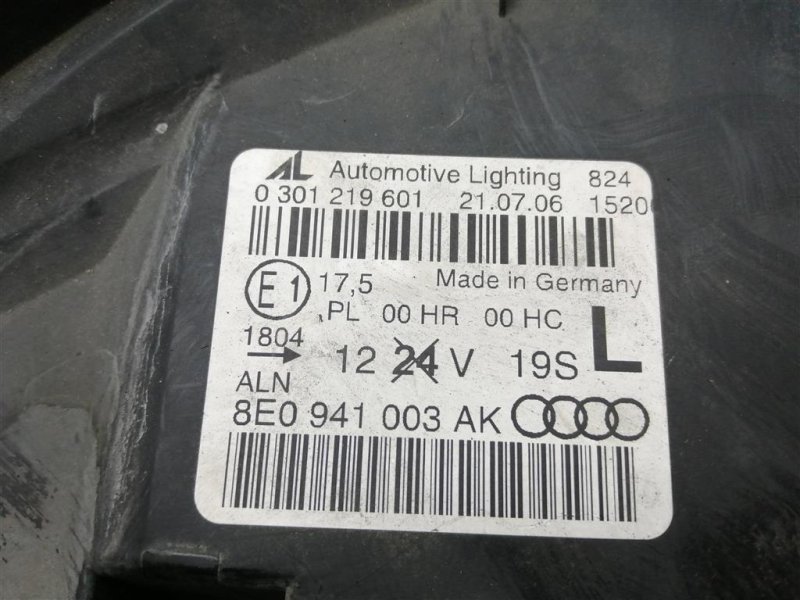 AL Automotive Lighting 824
0 301 219 601 21.07.06 1520
E1 17,5 Made in Germany
PL 00 HR 00 HC
1804 → 12 24 V 19S L
ALN
8E0 941 003 AK